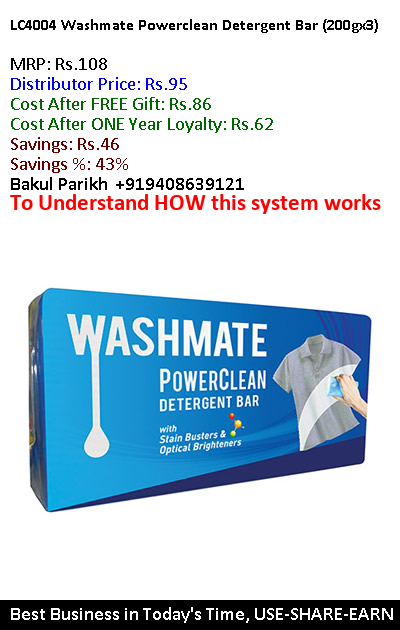 LC4004 Washmate Powerclean Detergent Bar (200gx3)
MRP: Rs.108
Distributor Price: Rs.95
Cost After FREE Gift: Rs.86
Cost After ONE Year Loyalty: Rs.62
Savings: Rs.46
Savings %: 43%
Bakul Parikh +919408639121
To Understand HOW this system works
WASHMATE
POWERCLEAN
DETERGENT BAR
with
Stain Busters &
Optical Brighteners
Best Business in Today's Time, USE-SHARE-EARN